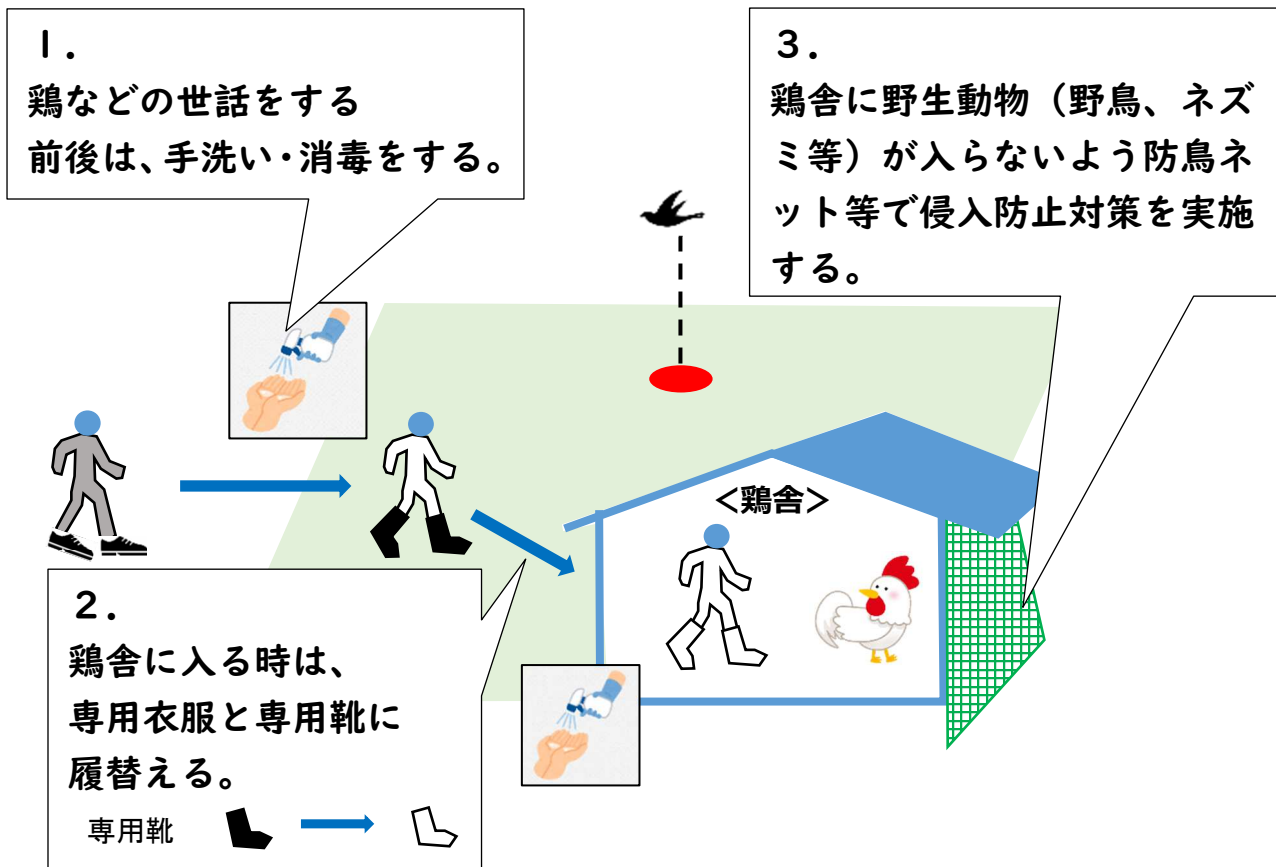 １．
鶏などの世話をする
前後は、手洗い・消毒をする。
３．
鶏舎に野生動物（野鳥、ネズ
ミ等）が入らないよう防鳥ネ
ット等で侵入防止対策を実施
する。
＜鶏舎＞
２．
鶏舎に入る時は、
専用衣服と専用靴に
履替える。
専用靴